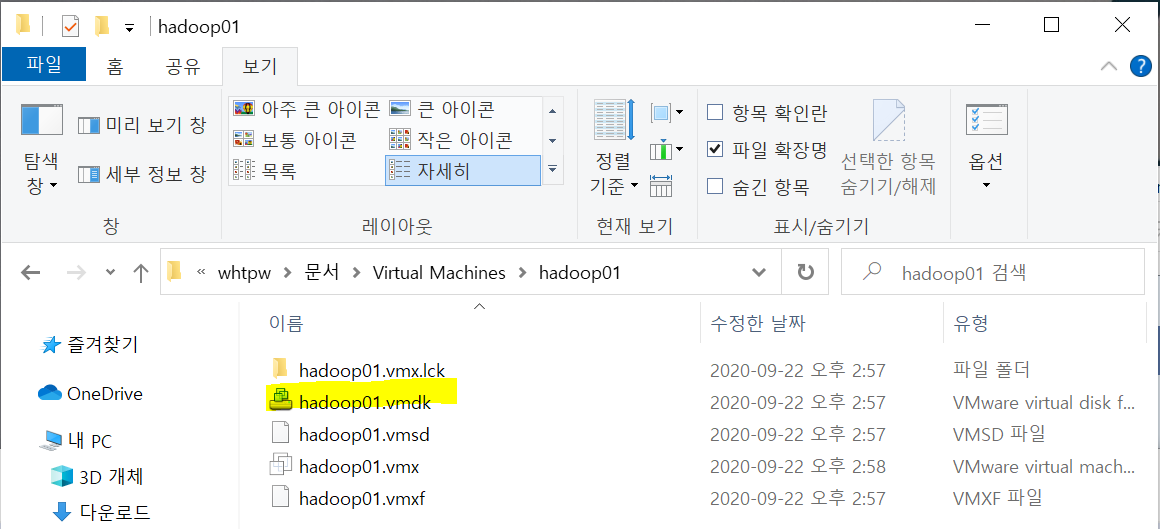 hadoop01
파일 홈 공유 보기
아주 큰 아이콘 큰 아이콘 항목 확인란
미리 보기 창 보통 아이콘 작은 아이콘 파일 확장명
탐색 창 세부 정보 창 목록 자세히 정렬 기준 숨긴 항목 선택한 항목 숨기기/해제 옵션
창 레이아웃 현재 보기 표시/숨기기
« whtpw > 문서 > Virtual Machines > hadoop01 hadoop01 검색
이름 수정한 날짜 유형
즐겨찾기
hadoop01.vmx.lck 2020-09-22 오후 2:57 파일 폴더
OneDrive hadoop01.vmdk 2020-09-22 오후 2:57 VMware virtual disk f...
내 PC hadoop01.vmsd 2020-09-22 오후 2:57 VMSD 파일
3D 개체 hadoop01.vmx 2020-09-22 오후 2:58 VMware virtual mach...
다운로드 hadoop01.vmxf 2020-09-22 오후 2:57 VMXF 파일